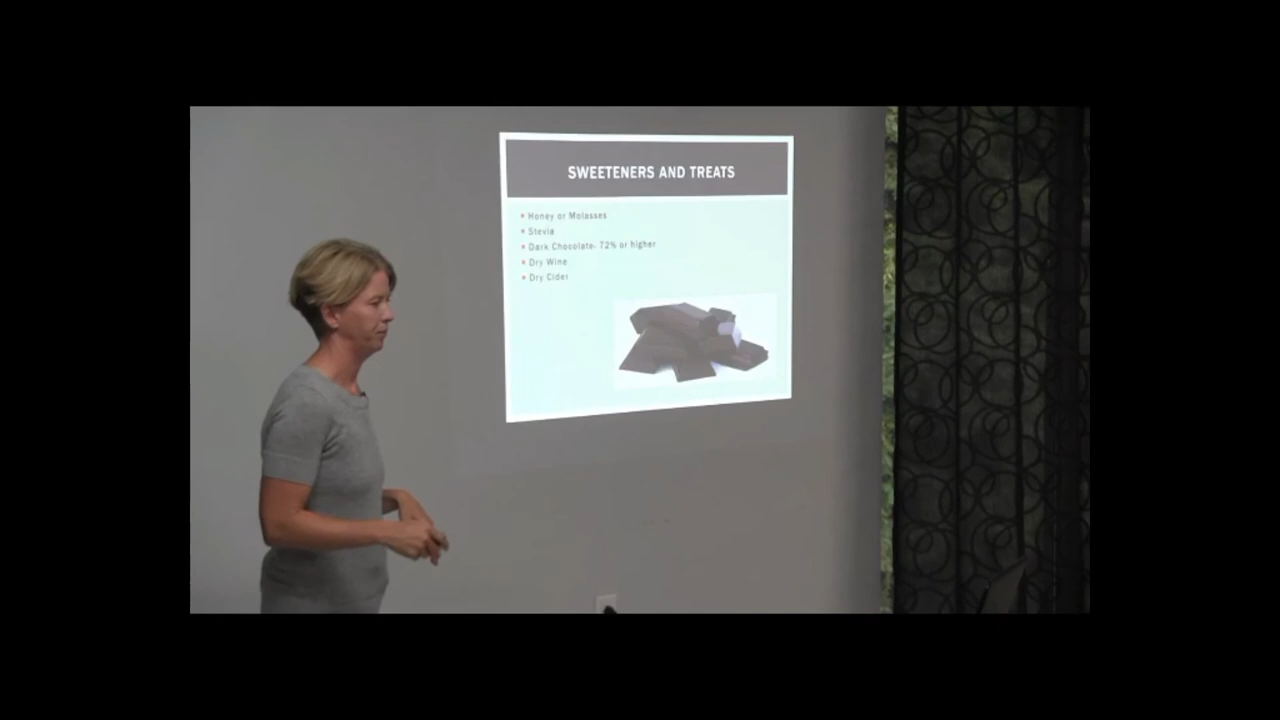 SWEETENERS AND TREATS
Honey or Molasses
Stevia
Dark Chocolate- 72% or higher
Dry Wine
Dry Cider